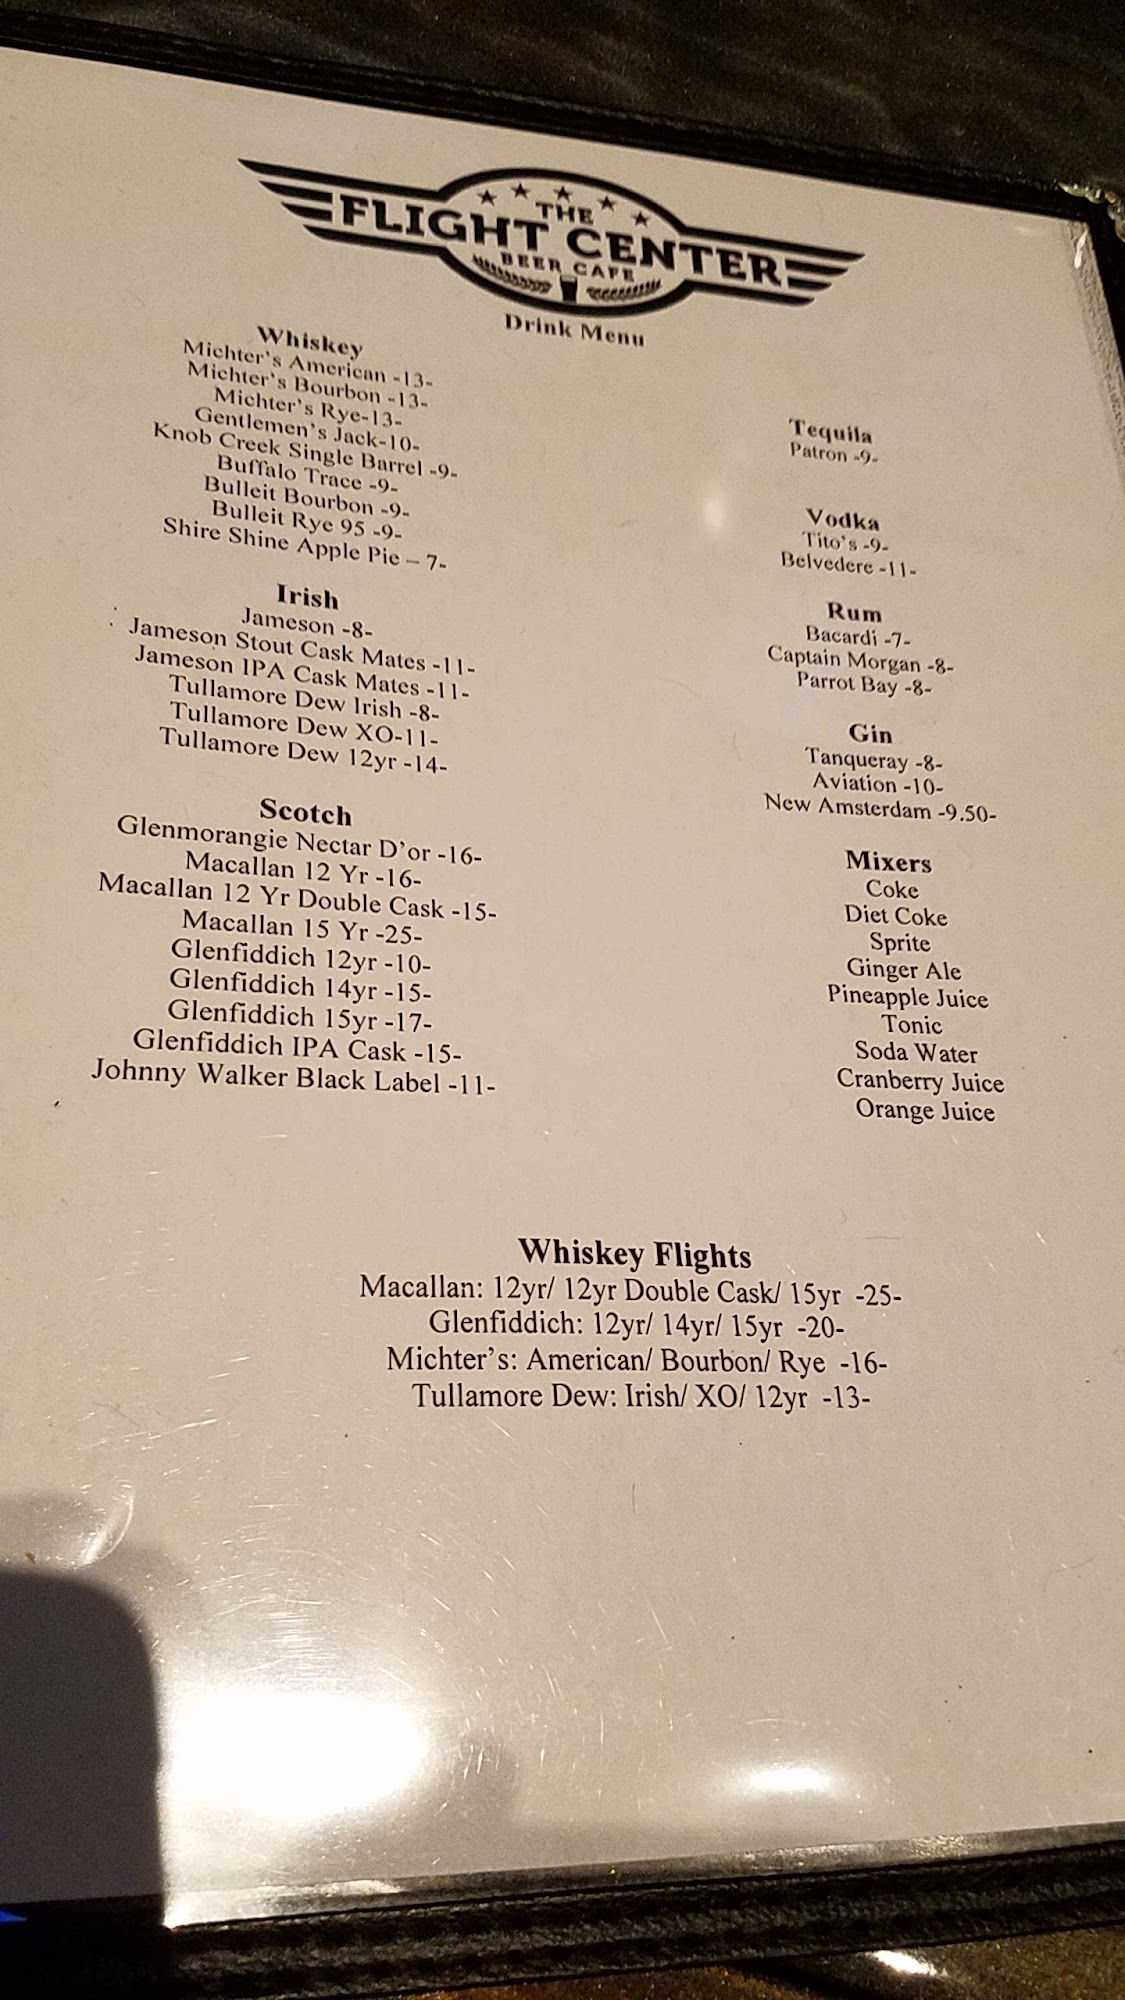 THE
FLIGHT CENTER
BEER CAFE
Drink Menu
Whiskey
Michter's American -13-
Michter's Bourbon -13-
Michter's Rye-13-
Gentlemen's Jack-10-
Knob Creek Single Barrel -9-
Buffalo Trace -9-
Bulleit Bourbon -9-
Bulleit Rye 95 -9-
Shire Shine Apple Pie – 7-
Irish
Jameson -8-
Jameson Stout Cask Mates -11-
Jameson IPA Cask Mates -11-
Tullamore Dew Irish -8-
Tullamore Dew XO-11-
Tullamore Dew 12yr -14-
Scotch
Glenmorangie Nectar D'or -16-
Macallan 12 Yr -16-
Macallan 12 Yr Double Cask -15-
Macallan 15 Yr -25-
Glenfiddich 12yr -10-
Glenfiddich 14yr -15-
Glenfiddich 15yr -17-
Glenfiddich IPA Cask -15-
Johnny Walker Black Label -11-
Tequila
Patron -9-
Vodka
Tito's -9-
Belvedere -11-
Rum
Bacardi -7-
Captain Morgan -8-
Parrot Bay -8-
Gin
Tanqueray -8-
Aviation -10-
New Amsterdam -9.50-
Mixers
Coke
Diet Coke
Sprite
Ginger Ale
Pineapple Juice
Tonic
Soda Water
Cranberry Juice
Orange Juice
Whiskey Flights
Macallan: 12yr/ 12yr Double Cask/ 15yr -25-
Glenfiddich: 12yr/ 14yr/ 15yr -20-
Michter's: American/ Bourbon/ Rye -16-
Tullamore Dew: Irish/ XO/ 12yr -13-